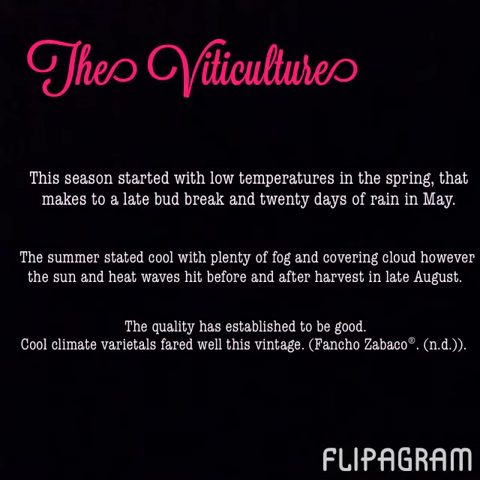 The Viticulture
This season started with low temperatures in the spring, that
makes to a late bud break and twenty days of rain in May.
The summer stated cool with plenty of fog and covering cloud however
the sun and heat waves hit before and after harvest in late August.
The quality has established to be good.
Cool climate varietals fared well this vintage. (Fancho Zabaco®. (n.d.)).
FLIPAGRAM